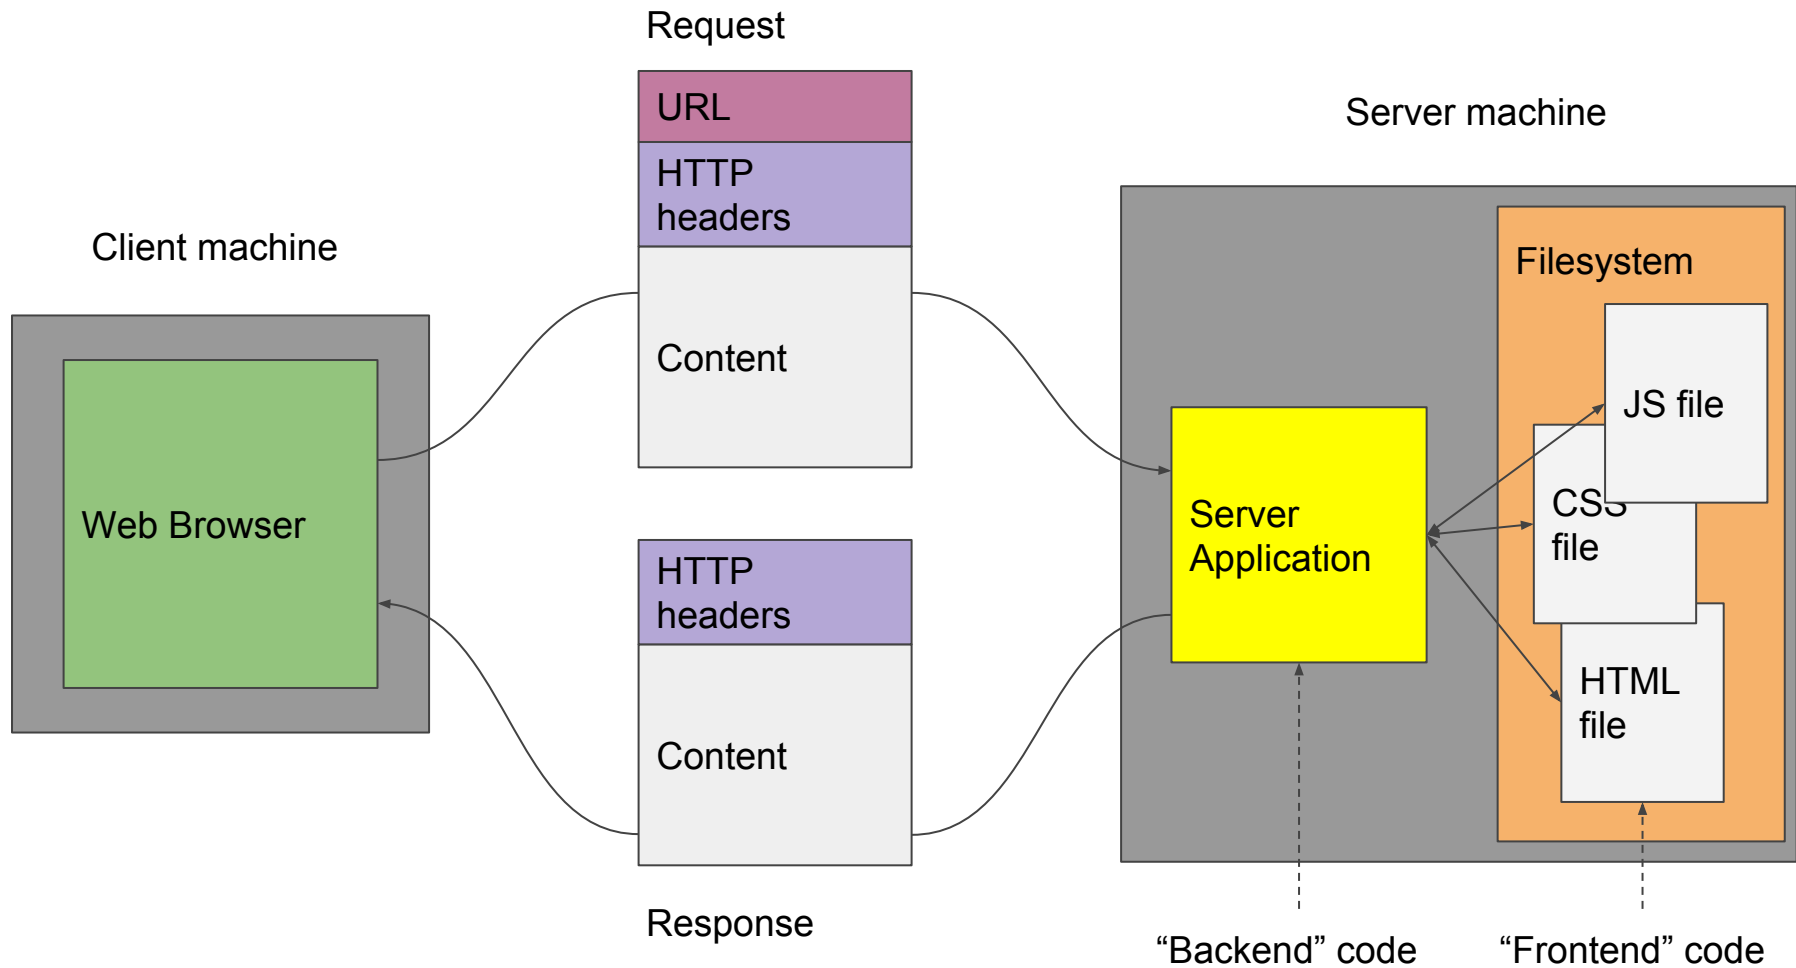 Request
URL
HTTP
headers
Content
Client machine
Web Browser
HTTP
headers
Content
Response
Server machine
Filesystem
JS file
CSS
file
HTML
file
Server
Application
“Backend” code
“Frontend” code